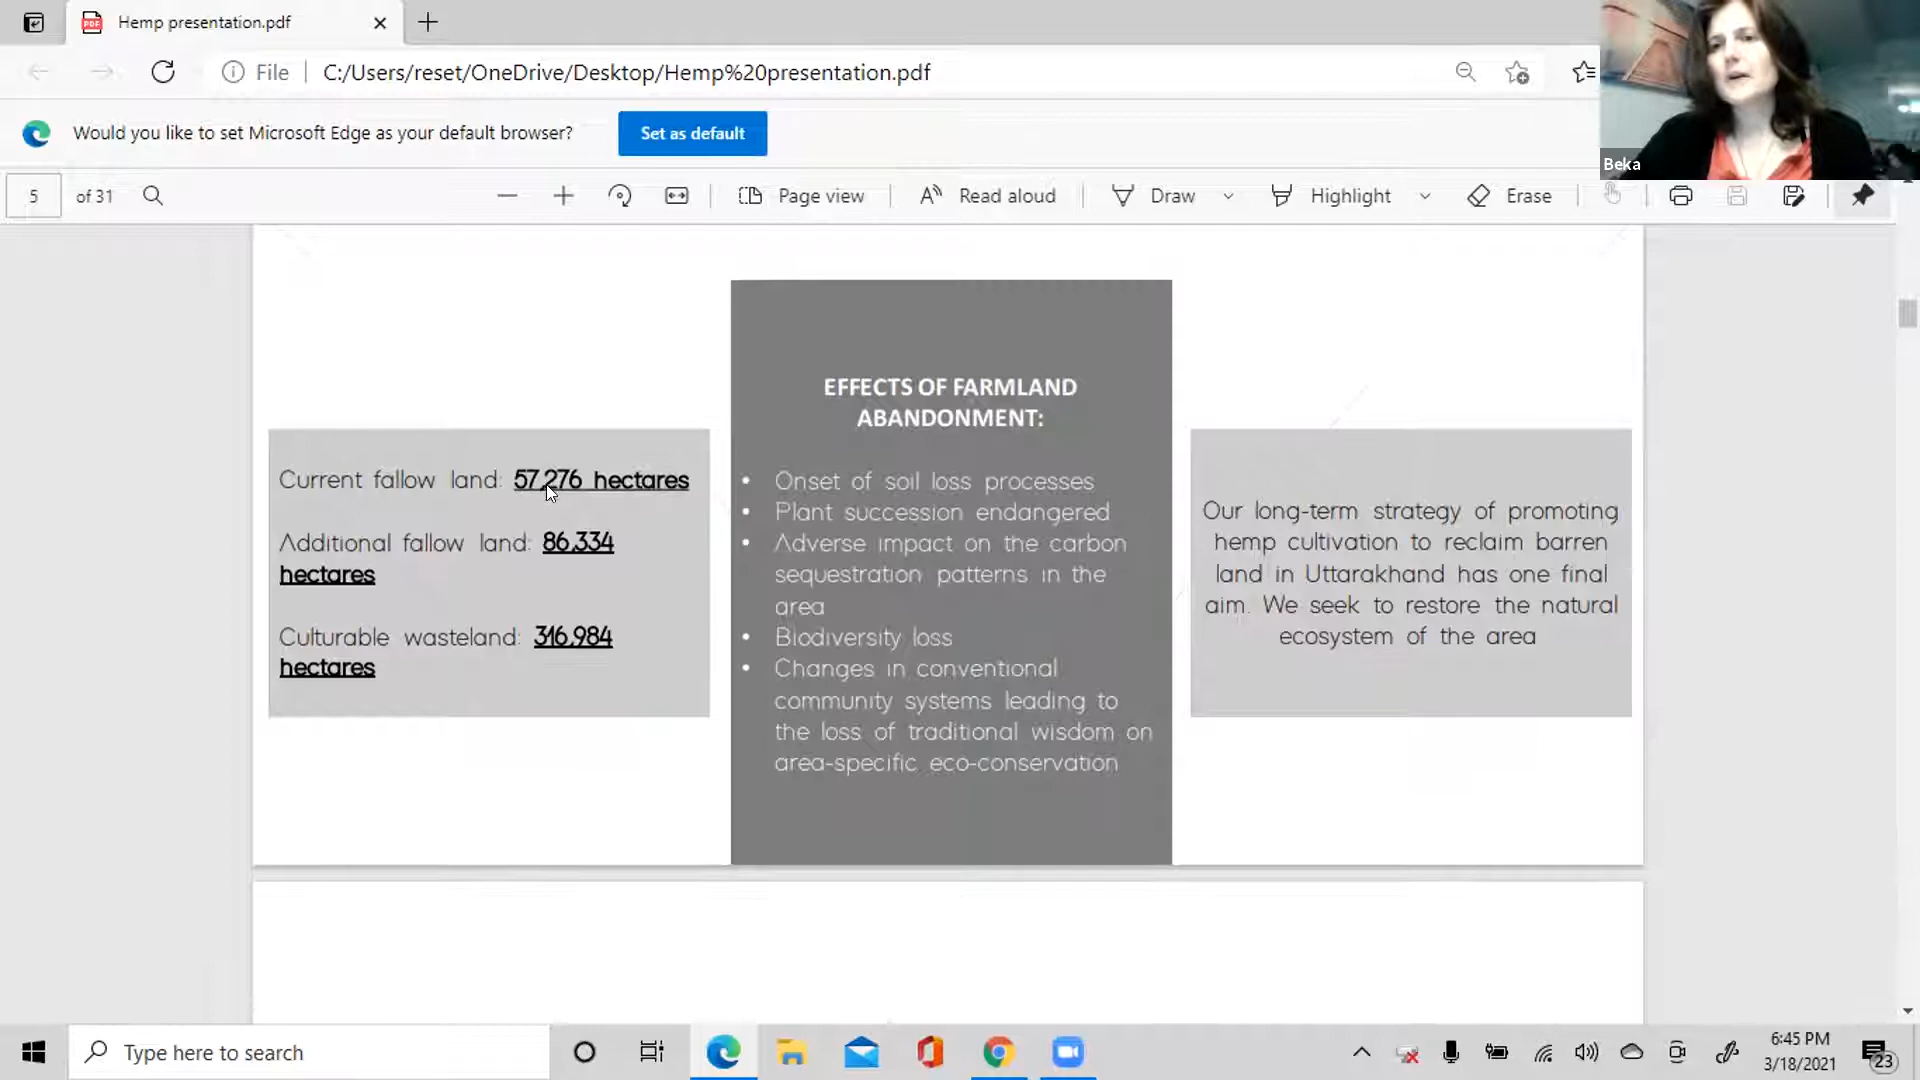 Hemp presentation.pdf
File
C:/Users/reset/OneDrive/Desktop/Hemp%20presentation.pdf
Beka
Would you like to set Microsoft Edge as your default browser?
Set as default
5
of 31
Page view
Read aloud
Draw
Highlight
Erase
Current fallow land: 57,276 hectares
Additional fallow land: 86,334
hectares
Culturable wasteland: 316,984
hectares
EFFECTS OF FARMLAND
ABANDONMENT:
• Onset of soil loss processes
• Plant succession endangered
• Adverse impact on the carbon
sequestration patterns in the
area
• Biodiversity loss
• Changes in conventional
community systems leading to
the loss of traditional wisdom on
area-specific eco-conservation
Our long-term strategy of promoting
hemp cultivation to reclaim barren
land in Uttarakhand has one final
aim. We seek to restore the natural
ecosystem of the area
Type here to search
6:45 PM
3/18/2021
23